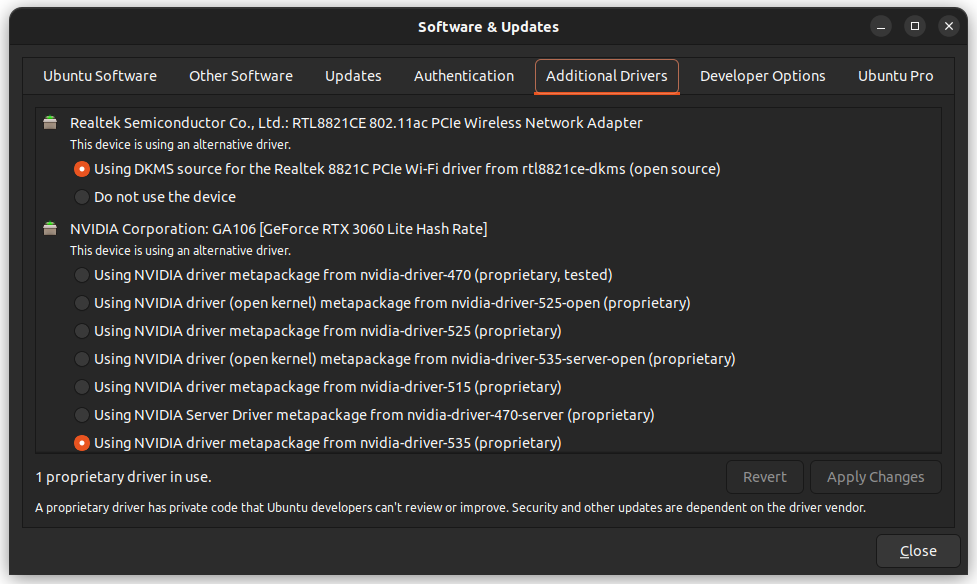 Software & Updates
Ubuntu Software Other Software Updates Authentication Additional Drivers Developer Options Ubuntu Pro
Realtek Semiconductor Co., Ltd.: RTL8821CE 802.11ac PCIe Wireless Network Adapter
This device is using an alternative driver.
Using DKMS source for the Realtek 8821C PCIe Wi-Fi driver from rtl8821ce-dkms (open source)
Do not use the device
NVIDIA Corporation: GA106 [GeForce RTX 3060 Lite Hash Rate]
This device is using an alternative driver.
Using NVIDIA driver metapackage from nvidia-driver-470 (proprietary, tested)
Using NVIDIA driver (open kernel) metapackage from nvidia-driver-525-open (proprietary)
Using NVIDIA driver metapackage from nvidia-driver-525 (proprietary)
Using NVIDIA driver (open kernel) metapackage from nvidia-driver-535-server-open (proprietary)
Using NVIDIA driver metapackage from nvidia-driver-515 (proprietary)
Using NVIDIA Server Driver metapackage from nvidia-driver-470-server (proprietary)
Using NVIDIA driver metapackage from nvidia-driver-535 (proprietary)
1 proprietary driver in use.
Revert Apply Changes
A proprietary driver has private code that Ubuntu developers can't review or improve. Security and other updates are dependent on the driver vendor.
Close